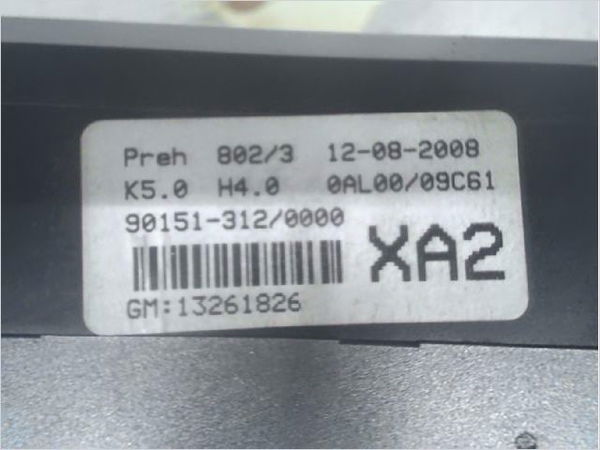 Preh 802/3 12-08-2008
K5.0 H4.0 0AL00/09C61
90151-312/0000
XA2
GM:13261826